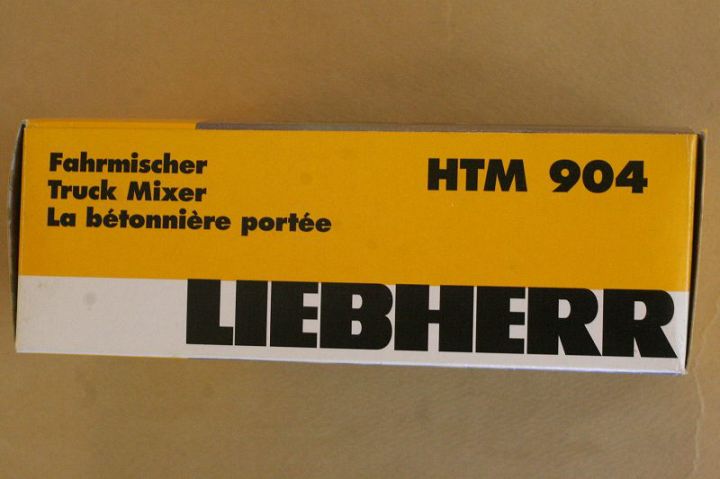 Fahrmischer
Truck Mixer
La bétonnière portée
HTM 904
LIEBHERR